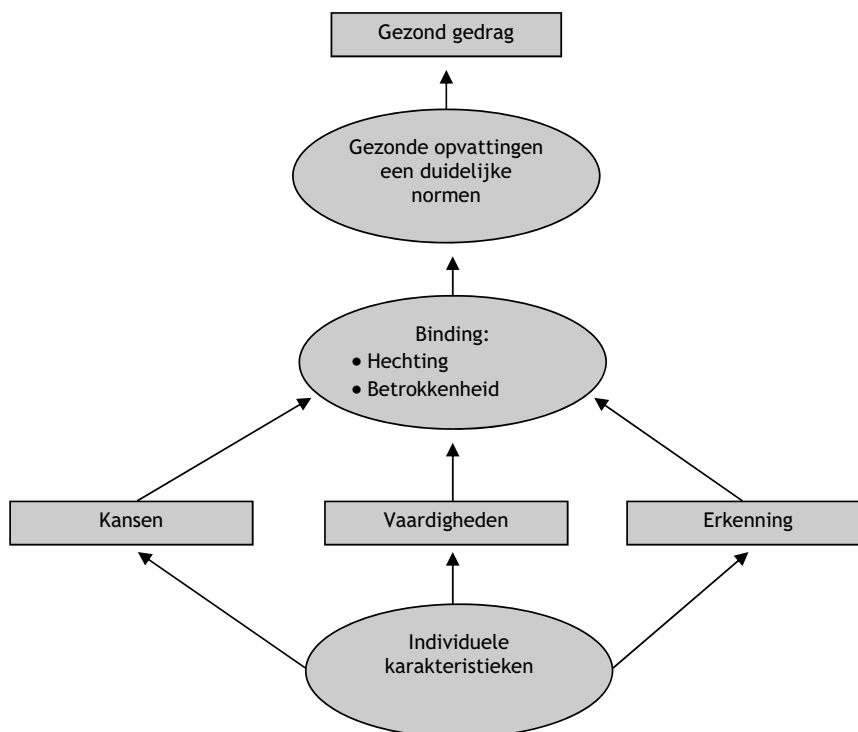 Gezond gedrag
Gezonde opvattingen
een duidelijke
normen
Binding:
• Hechting
• Betrokkenheid
Kansen
Vaardigheden
Erkenning
Individuele
karakteristieken